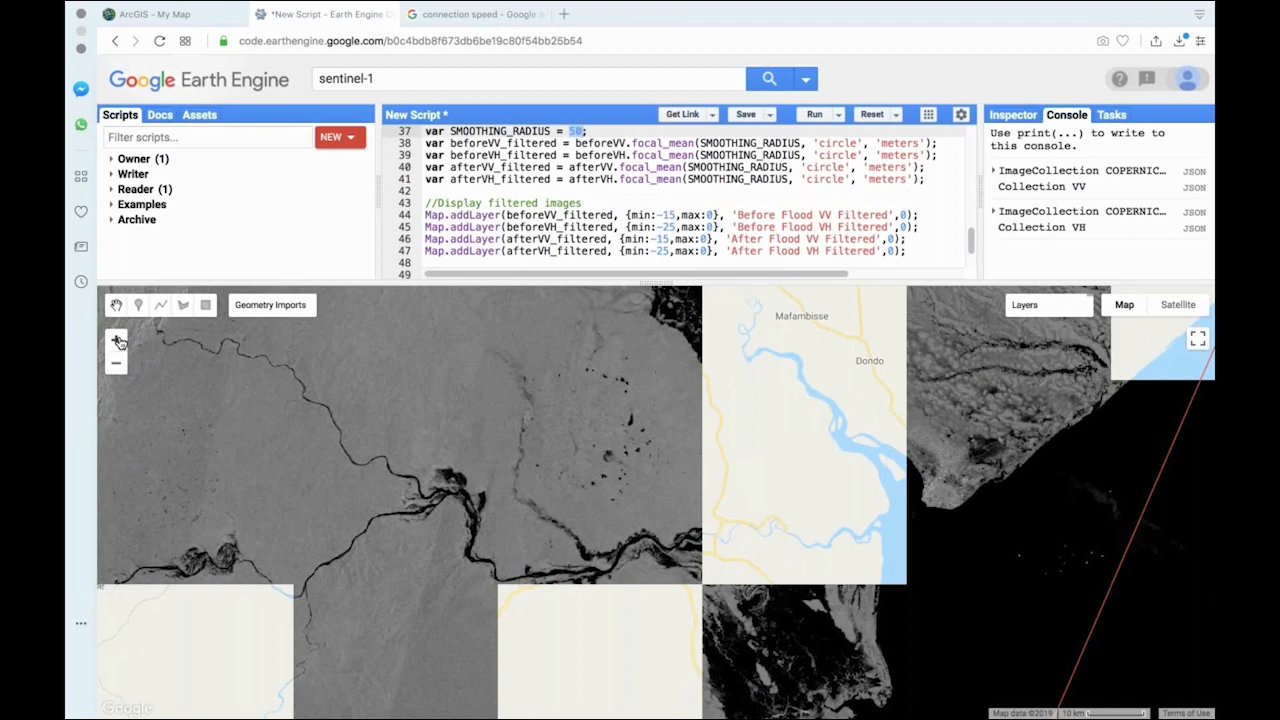 ArcGIS - My Map
*New Script - Earth Engine C
connection speed - Google
code.earthengine.google.com/b0c4bdb8f673db6be19c80f54bb25b54
Google Earth Engine
sentinel-1
Scripts Docs Assets
New Script *
Get Link Save Run Reset
Inspector Console Tasks
Filter scripts...
NEW
Owner (1)
Writer
Reader (1)
Examples
Archive
37 var SMOOTHING_RADIUS = 50;
38 var beforeVV_filtered = beforeVV.focal_mean(SMOOTHING_RADIUS, 'circle', 'meters');
39 var beforeVH_filtered = beforeVH.focal_mean(SMOOTHING_RADIUS, 'circle', 'meters');
40 var afterVV_filtered = afterVV.focal_mean(SMOOTHING_RADIUS, 'circle', 'meters');
41 var afterVH_filtered = afterVH.focal_mean(SMOOTHING_RADIUS, 'circle', 'meters');
42
43 //Display filtered images
44 Map.addLayer(beforeVV_filtered, {min:-15,max:0}, 'Before Flood VV Filtered',0);
45 Map.addLayer(beforeVH_filtered, {min:-25,max:0}, 'Before Flood VH Filtered',0);
46 Map.addLayer(afterVV_filtered, {min:-15,max:0}, 'After Flood VV Filtered',0);
47 Map.addLayer(afterVH_filtered, {min:-25,max:0}, 'After Flood VH Filtered',0);
48
49
Use print(...) to write to
this console.
ImageCollection COPERNIC... JSON
Collection VV JSON
ImageCollection COPERNIC... JSON
Collection VH JSON
Geometry Imports
Layers
Map Satellite
Mafambisse
Dondo
Google
Map data ©2019 10 km Terms of Use